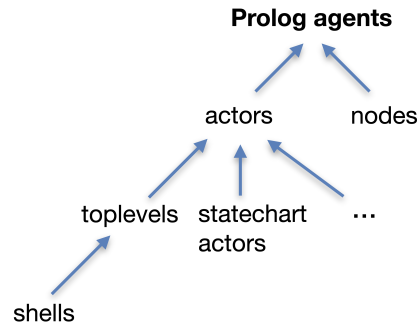 Prolog agents
actors
nodes
toplevels
statechart
actors
...
shells